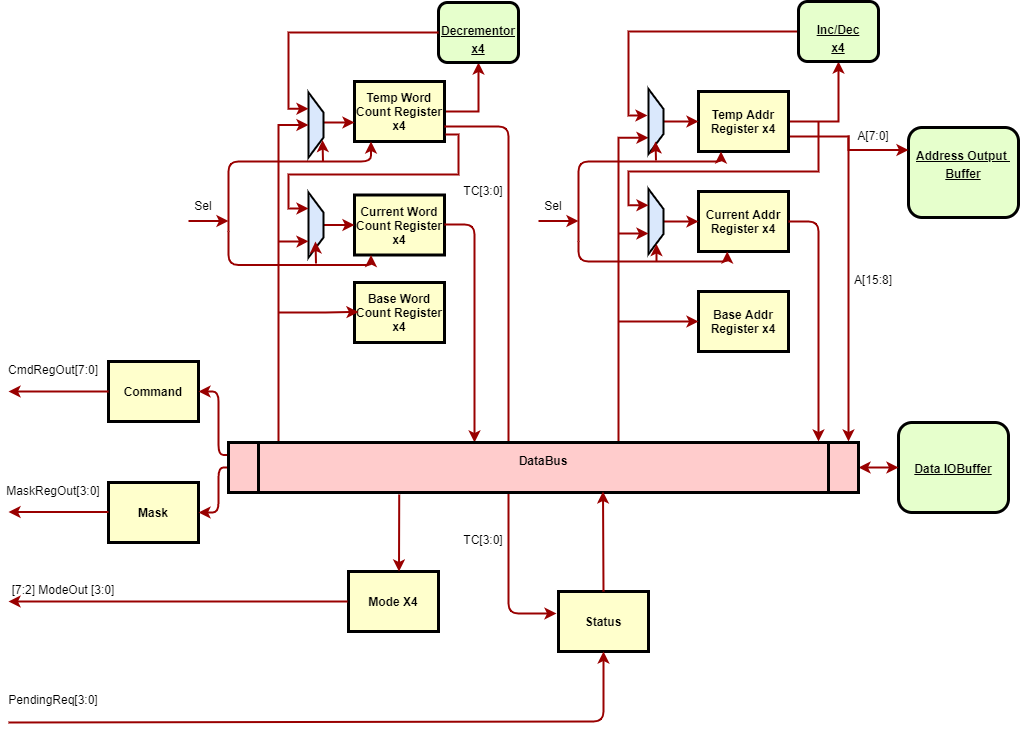 Decrementor
x4
Inc/Dec
x4
Temp Word
Count Register
x4
Temp Addr
Register x4
A[7:0]
Address Output
Buffer
TC[3:0]
Sel
Current Word
Count Register
x4
Sel
Current Addr
Register x4
A[15:8]
Base Word
Count Register
x4
Base Addr
Register x4
CmdRegOut[7:0]
Command
DataBus
Data IOBuffer
MaskRegOut[3:0]
Mask
TC[3:0]
[7:2] ModeOut [3:0]
Mode X4
Status
PendingReq[3:0]